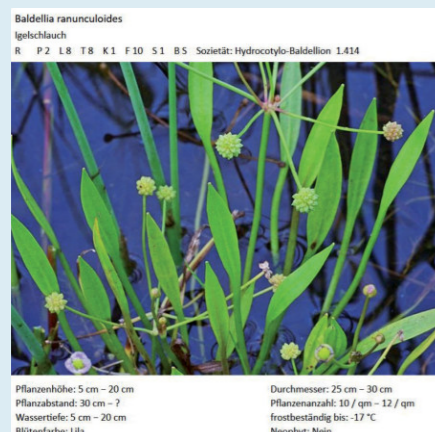 Baldellia ranunculoides
Igelschlauch
R P 2 L 8 T 8 K 1 F 10 S 1 B S Sozietät: Hydrocotylo-Baldellion 1.414
Pflanzenhöhe: 5 cm – 20 cm
Pflanzabstand: 30 cm – ?
Wassertiefe: 5 cm – 20 cm
Blütenfarbe: Lila
Durchmesser: 25 cm – 30 cm
Pflanzenanzahl: 10 / qm – 12 / qm
frostbeständig bis: -17 °C
Neophyt: Nein